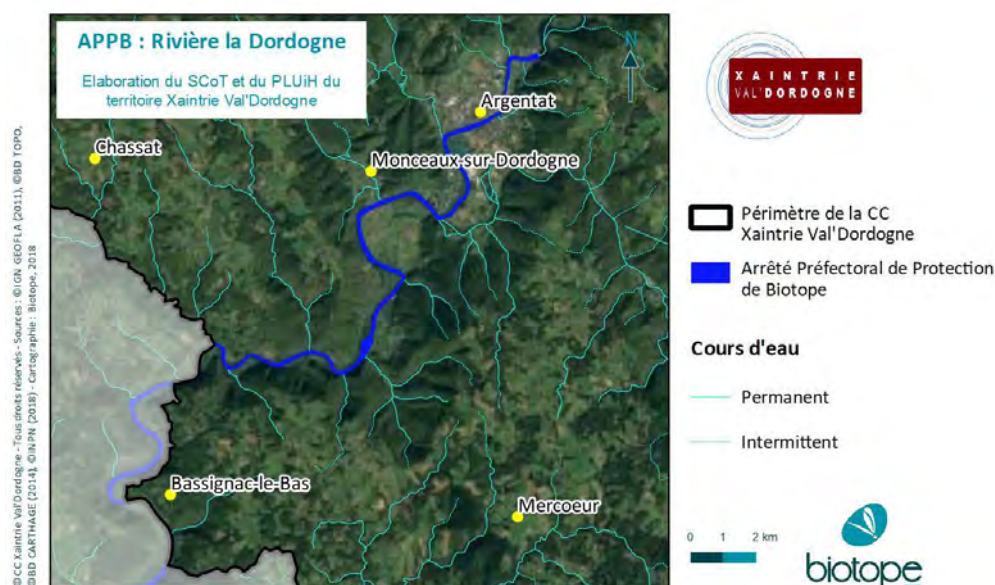 APPB : Rivière la Dordogne
Elaboration du SCoT et du PLUiH du
territoire Xaintrie Val'Dordogne
N
Argentat
Chassat
Monceaux-sur-Dordogne
Bassignac-le-Bas
Mercoeur
©CC Xaintrie Val'Dordogne - Tous droits réservés - Sources : ©IGN GEOFLA (2011), ©BD TOPO,
©BD CARTHAGE (2014), ©INPN (2018) - Cartographie : Biotope, 2018
XAINTRIE
VAL'DORDOGNE
Périmètre de la CC
Xaintrie Val'Dordogne
Arrêté Préfectoral de Protection
de Biotope
Cours d'eau
Permanent
Intermittent
0 1 2 km
biotope